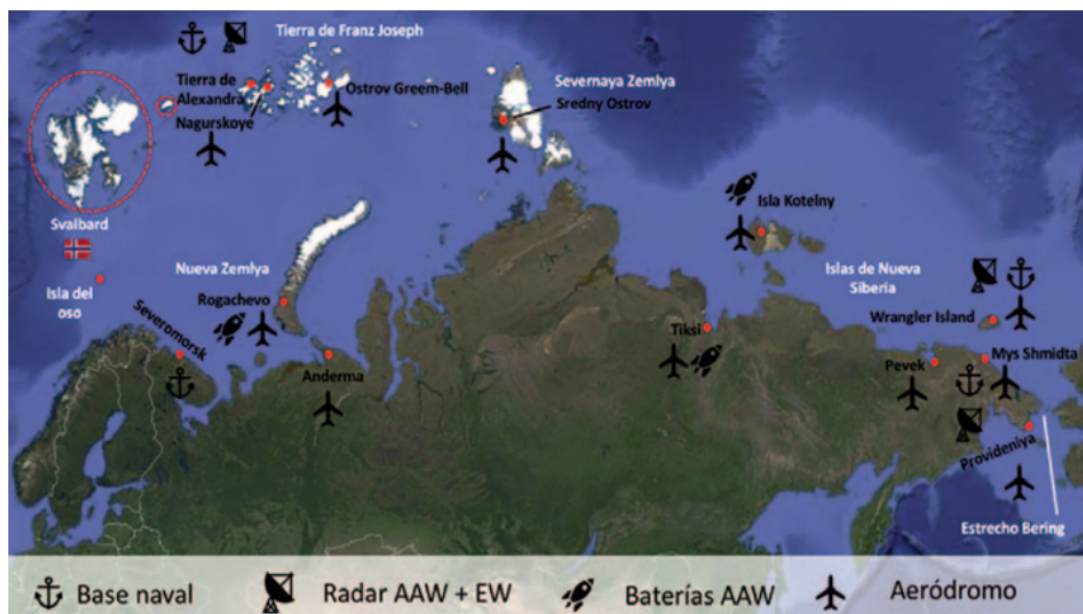 Tierra de Franz Joseph
Tierra de
Alexandra
Nagurskoye
Ostrov Greem-Bell
Severnaya Zemlya
Sredny Ostrov
Svalbard
Isla del
oso
Nueva Zemlya
Rogachevo
Severomorsk
Anderma
Isla Kotelny
Islas de Nueva
Siberia
Tiksi
Wrangler Island
Pevek
Mys Shmidta
Provideniya
Estrecho Bering
Base naval
Radar AAW + EW
Baterías AAW
Aeródromo